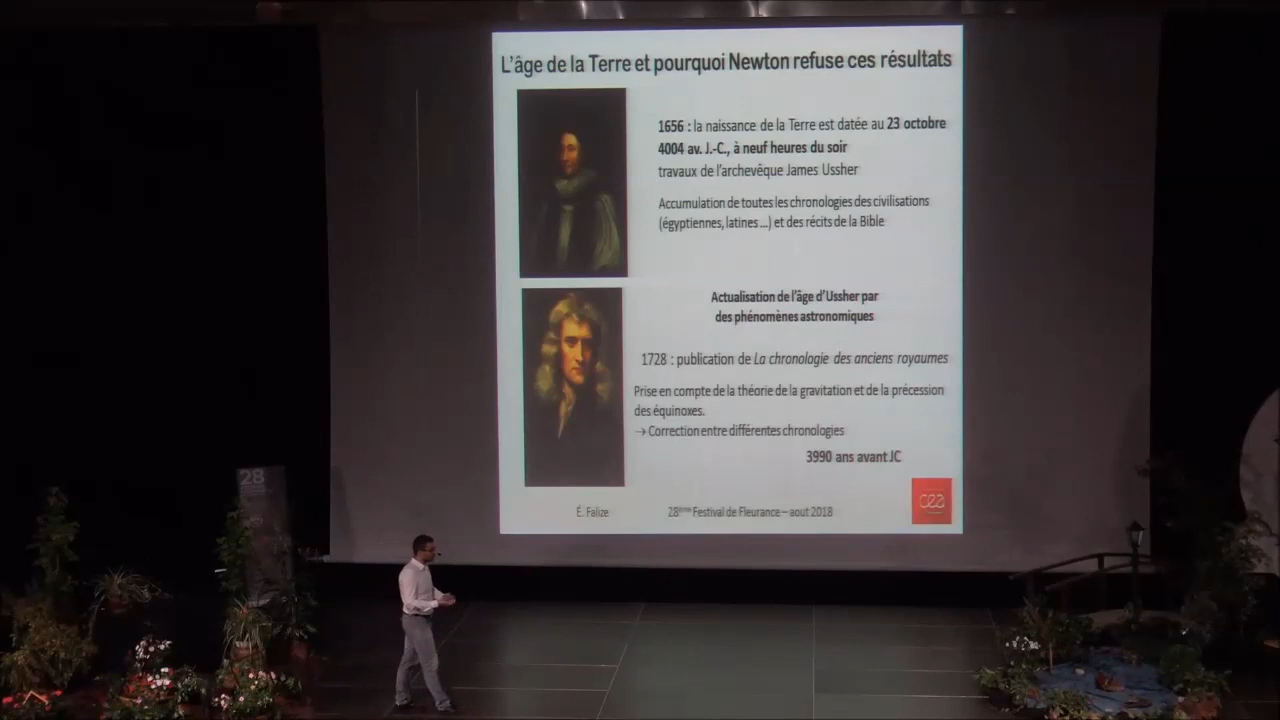 L'âge de la Terre et pourquoi Newton refuse ces résultats
1656 : la naissance de la Terre est datée au 23 octobre
4004 av. J.-C., à neuf heures du soir
travaux de l'archevêque James Ussher
Accumulation de toutes les chronologies des civilisations
(égyptiennes, latines ...) et des récits de la Bible
Actualisation de l'âge d'Ussher par
des phénomènes astronomiques
1728 : publication de La chronologie des anciens royaumes
Prise en compte de la théorie de la gravitation et de la précession
des équinoxes.
→ Correction entre différentes chronologies
3990 ans avant JC
É. Falize
28ème Festival de Fleurance – aout 2018
cea
28